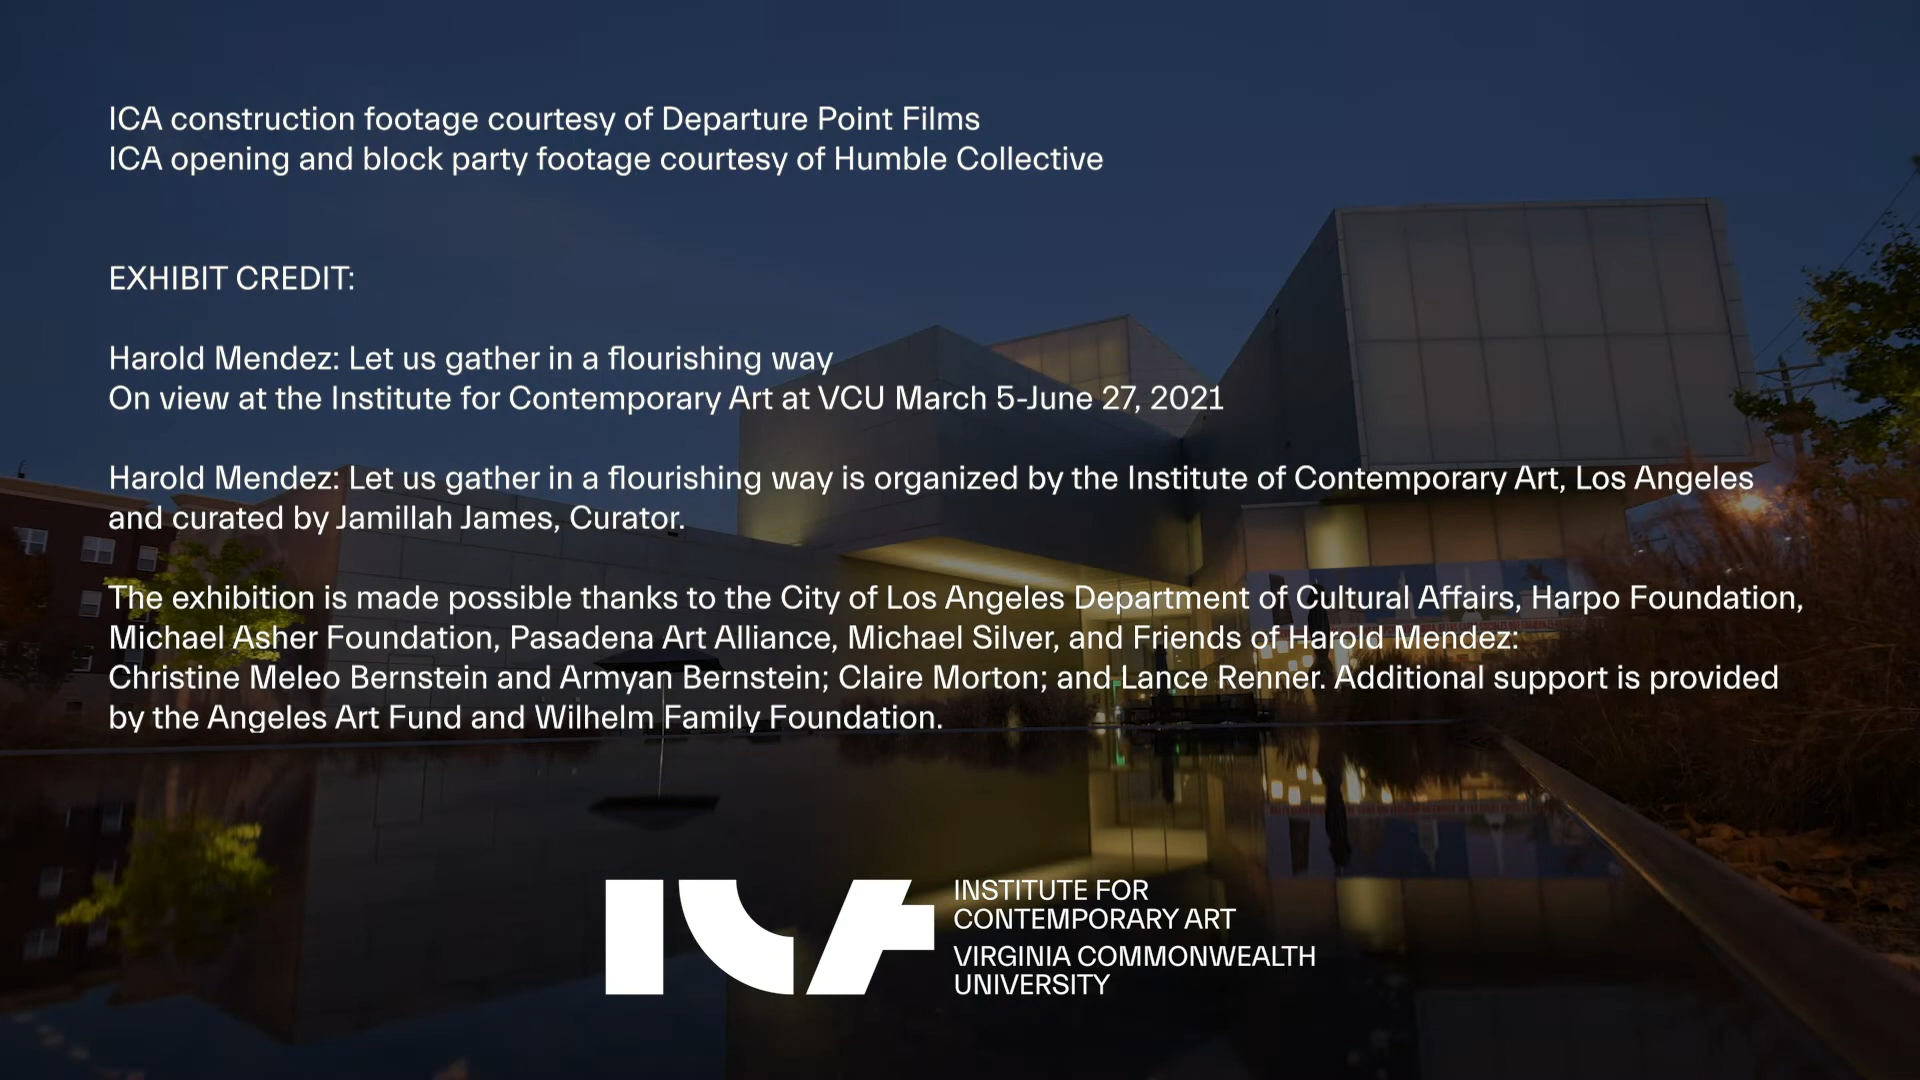 ICA construction footage courtesy of Departure Point Films
ICA opening and block party footage courtesy of Humble Collective
EXHIBIT CREDIT:
Harold Mendez: Let us gather in a flourishing way
On view at the Institute for Contemporary Art at VCU March 5-June 27, 2021
Harold Mendez: Let us gather in a flourishing way is organized by the Institute of Contemporary Art, Los Angeles
and curated by Jamillah James, Curator.
The exhibition is made possible thanks to the City of Los Angeles Department of Cultural Affairs, Harpo Foundation,
Michael Asher Foundation, Pasadena Art Alliance, Michael Silver, and Friends of Harold Mendez:
Christine Meleo Bernstein and Armyan Bernstein; Claire Morton; and Lance Renner. Additional support is provided
by the Angeles Art Fund and Wilhelm Family Foundation.
ICA
INSTITUTE FOR
CONTEMPORARY ART
VIRGINIA COMMONWEALTH
UNIVERSITY